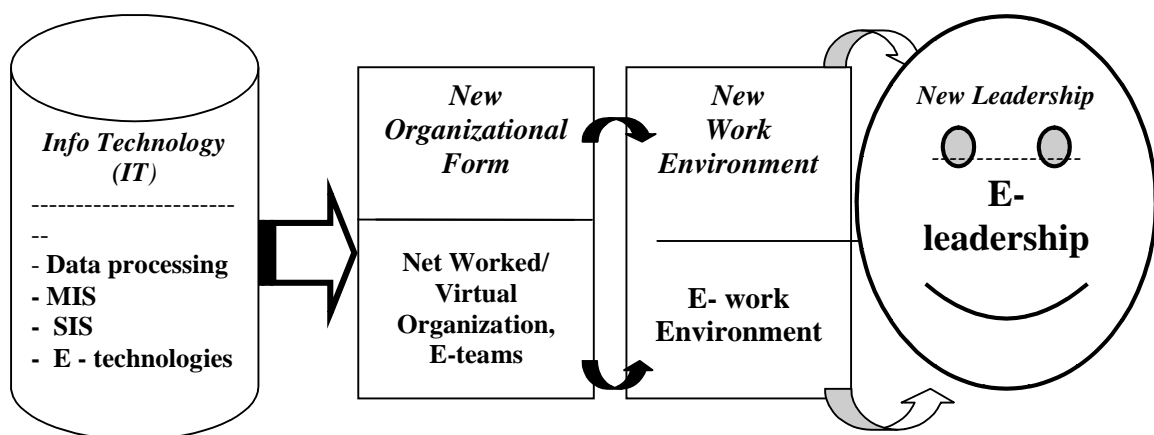 Info Technology
(IT)
-----------------------
--
- Data processing
- MIS
- SIS
- E - technologies
New
Organizational
Form
Net Worked/
Virtual
Organization,
E-teams
New
Work
Environment
E- work
Environment
New Leadership
E-
leadership